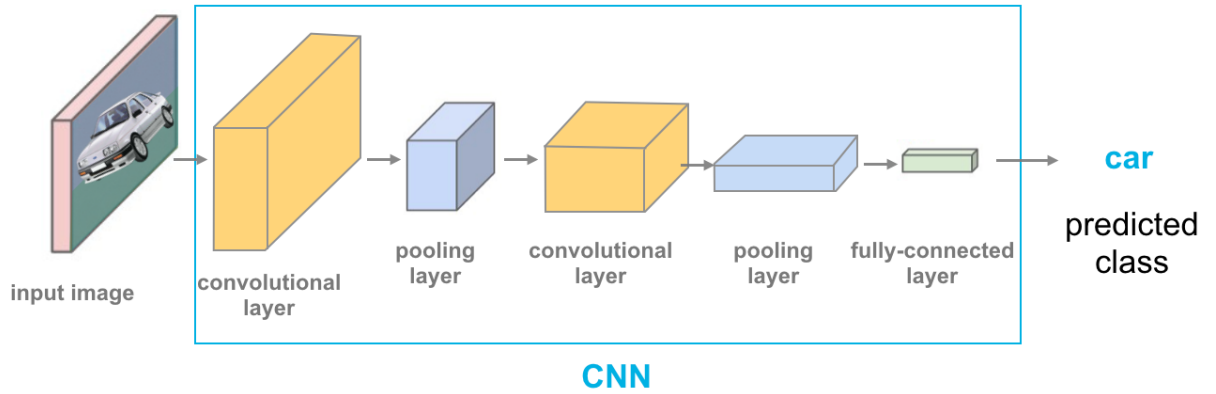 input image
convolutional
layer
pooling
layer
convolutional
layer
pooling
layer
fully-connected
layer
car
predicted
class
CNN